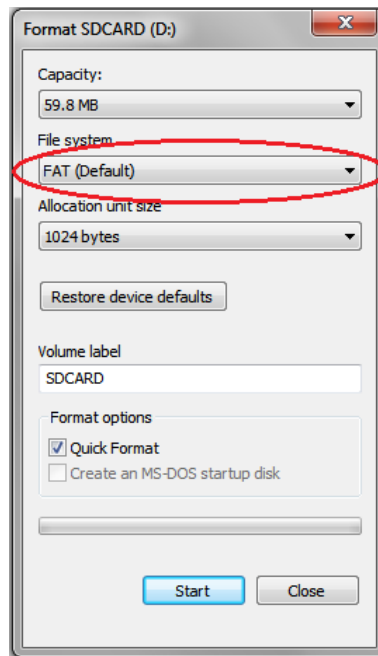 Format SDCARD (D:)
Capacity:
59.8 MB
File system
FAT (Default)
Allocation unit size
1024 bytes
Restore device defaults
Volume label
SDCARD
Format options
Quick Format
Create an MS-DOS startup disk
Start Close